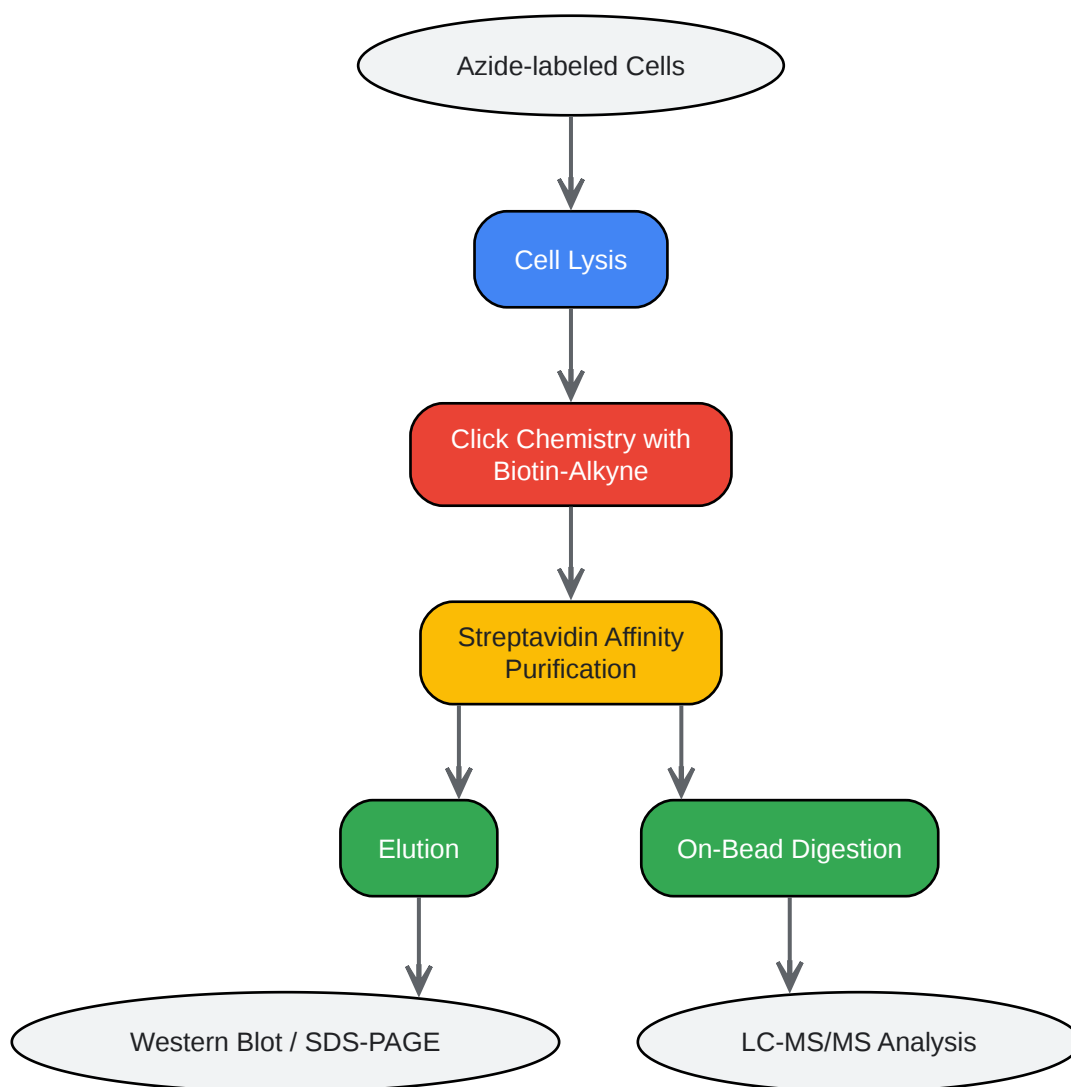 Azide-labeled Cells
Cell Lysis
Click Chemistry with
Biotin-Alkyne
Streptavidin Affinity
Purification
Elution
On-Bead Digestion
Western Blot / SDS-PAGE
LC-MS/MS Analysis